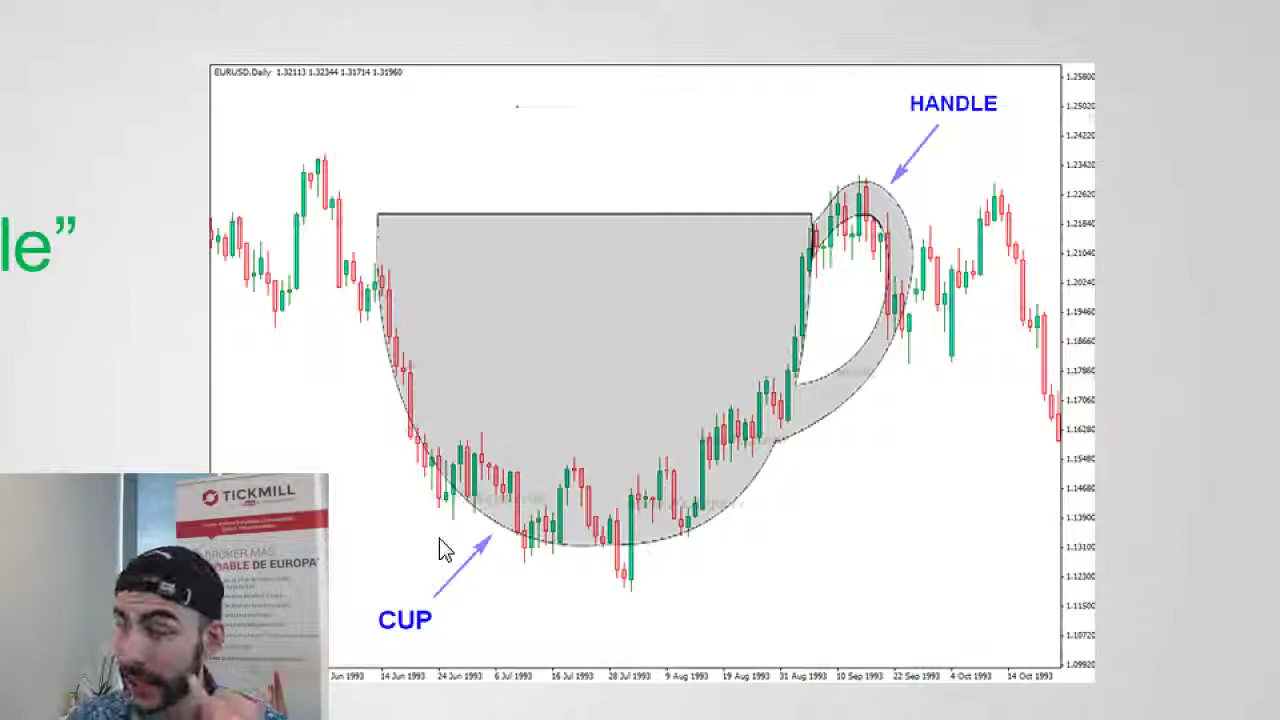 EURUSD,Daily 1.32113 1.32344 1.31714 1.31960
HANDLE
le”
CUP
1.25800
1.25020
1.24220
1.23420
1.22620
1.21840
1.21040
1.20240
1.19460
1.18660
1.17860
1.17060
1.16280
1.15480
1.14680
1.13900
1.13100
1.12300
1.11500
1.10720
1.09920
Jun 1993 14 Jun 1993 24 Jun 1993 6 Jul 1993 16 Jul 1993 28 Jul 1993 9 Aug 1993 19 Aug 1993 31 Aug 1993 10 Sep 1993 22 Sep 1993 4 Oct 1993 14 Oct 1993
TICKMILL
BROKER MÁS
ABLE DE EUROPA